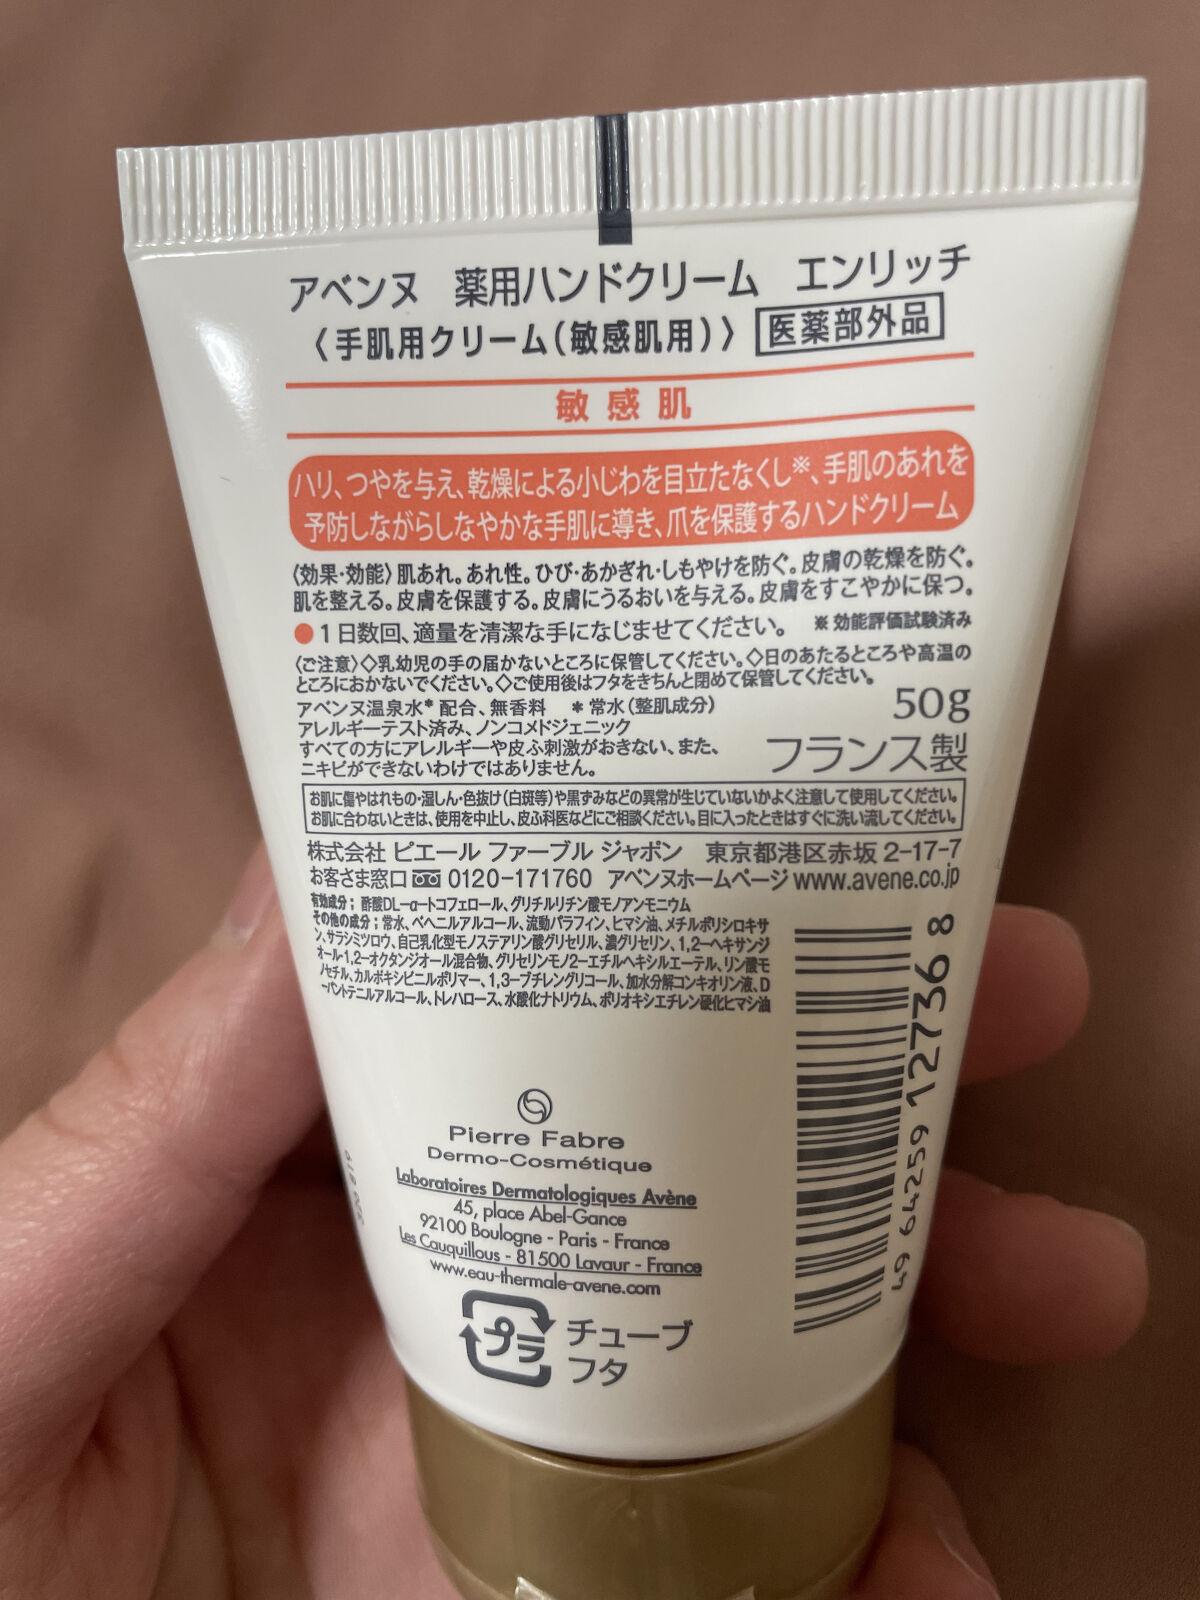 アベンヌ 薬用ハンドクリーム エンリッチ
〈手肌用クリーム(敏感肌用)〉 医薬部外品
敏感肌
ハリ、つやを与え、乾燥による小じわを目立たなくし※、手肌のあれを
予防しながらしなやかな手肌に導き、爪を保護するハンドクリーム
〈効果・効能〉肌あれ。あれ性。ひび・あかぎれ・しもやけを防ぐ。皮膚の乾燥を防ぐ。
肌を整える。皮膚を保護する。皮膚にうるおいを与える。皮膚をすこやかに保つ。
●1日数回、適量を清潔な手になじませてください。 ※効能評価試験済み
〈ご注意〉◇乳幼児の手の届かないところに保管してください。◇日のあたるところや高温の
ところにおかないでください。◇ご使用後はフタをきちんと閉めて保管してください。
アベンヌ温泉水*配合、無香料 *常水(整肌成分)
アレルギーテスト済み、ノンコメドジェニック
すべての方にアレルギーや皮ふ刺激がおきない、また、
ニキビができないわけではありません。
50g
フランス製
お肌に傷やはれもの・湿しん・色抜け(白斑等)や黒ずみなどの異常が生じていないかよく注意して使用してください。
お肌に合わないときは、使用を中止し、皮ふ科医などにご相談ください。目に入ったときはすぐに洗い流してください。
株式会社 ピエール ファーブル ジャポン 東京都港区赤坂 2-17-7
お客さま窓口 0120-171760 アベンヌホームページ www.avene.co.jp
有効成分；酢酸DL-α-トコフェロール、グリチルリチン酸モノアンモニウム
その他の成分；常水、ベヘニルアルコール、流動パラフィン、ヒマシ油、メチルポリシロキサ
ン、サラシミツロウ、自己乳化型モノステアリン酸グリセリル、濃グリセリン、1,2-ヘキサンジ
オール・1,2-オクタンジオール混合物、グリセリンモノ2-エチルヘキシルエーテル、リン酸モ
ノセチル、カルボキシビニルポリマー、1,3-ブチレングリコール、加水分解コンキオリン液、D
-パントテニルアルコール、トレハロース、水酸化ナトリウム、ポリオキシエチレン硬化ヒマシ油
4 964259 127368
Pierre Fabre
Dermo-Cosmétique
Laboratoires Dermatologiques Avène
45, place Abel-Gance
92100 Boulogne - Paris - France
Les Cauquillous - 81500 Lavaur - France
www.eau-thermale-avene.com
プラ チューブ
フタ